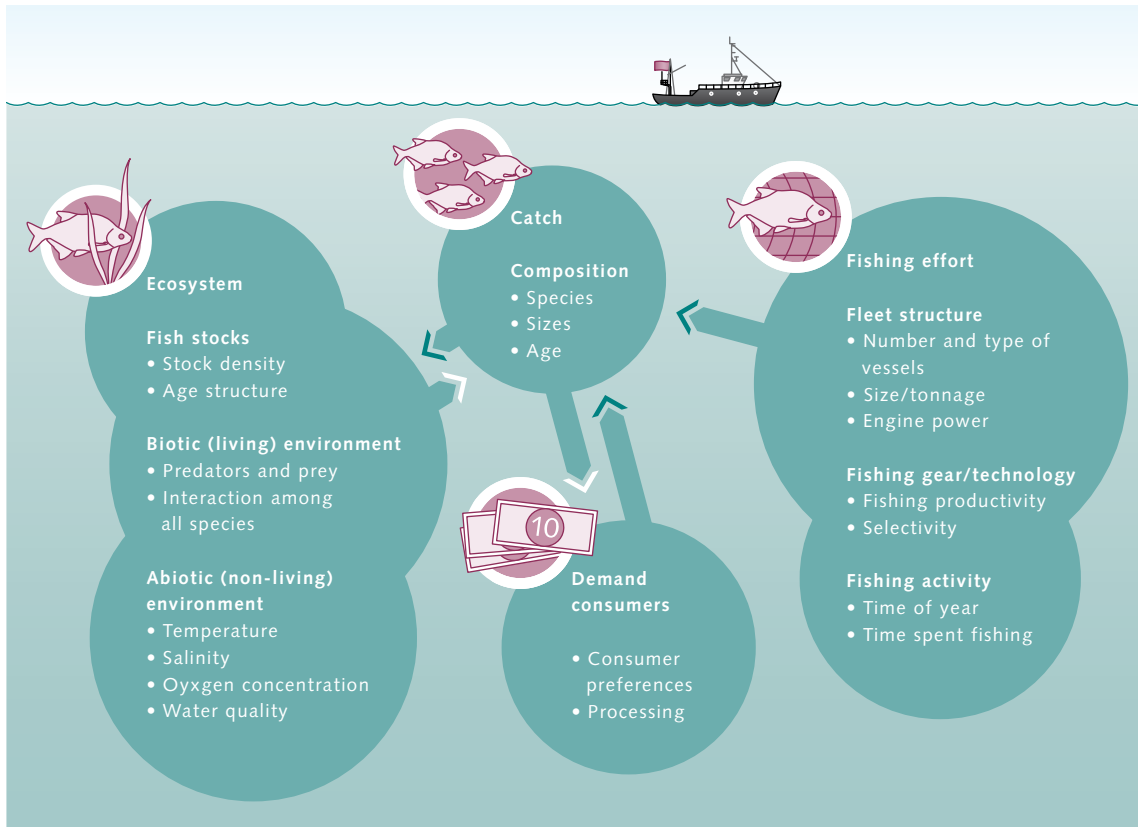 Ecosystem
Fish stocks
• Stock density
• Age structure
Biotic (living) environment
• Predators and prey
• Interaction among
all species
Abiotic (non-living)
environment
• Temperature
• Salinity
• Oyxgen concentration
• Water quality
Catch
Composition
• Species
• Sizes
• Age
10
Demand
consumers
• Consumer
preferences
• Processing
Fishing effort
Fleet structure
• Number and type of
vessels
• Size/tonnage
• Engine power
Fishing gear/technology
• Fishing productivity
• Selectivity
Fishing activity
• Time of year
• Time spent fishing